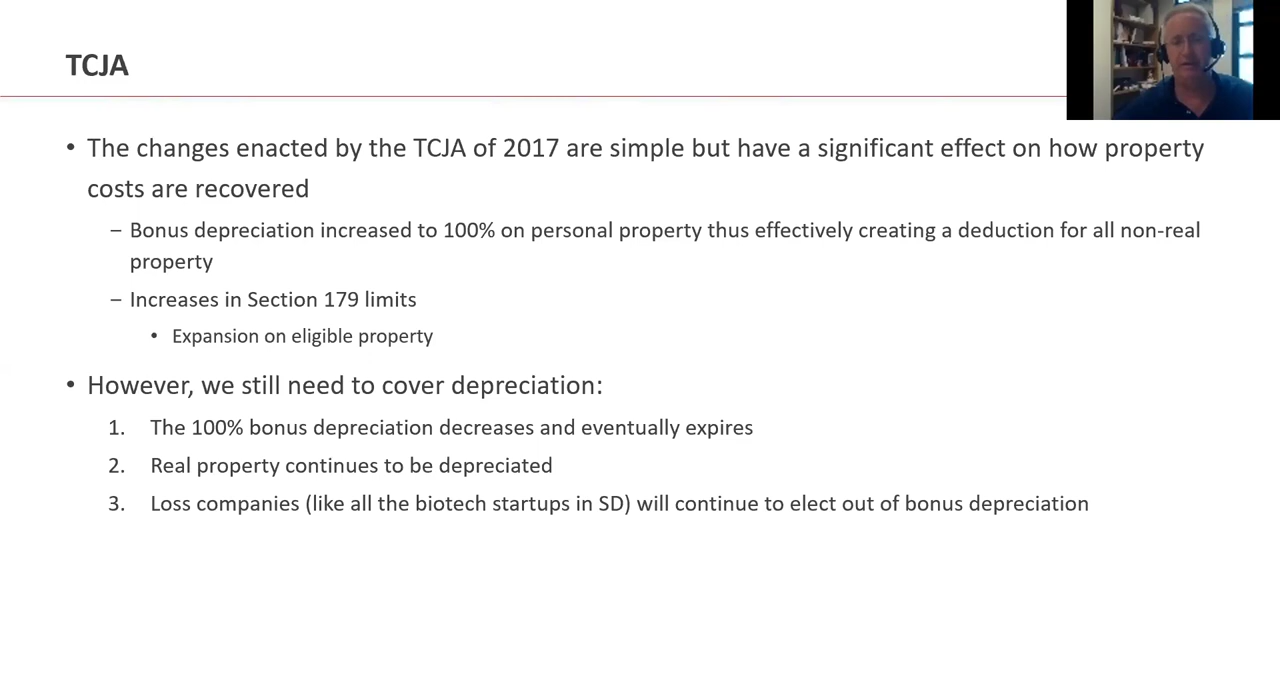 TCJA
• The changes enacted by the TCJA of 2017 are simple but have a significant effect on how property
costs are recovered
– Bonus depreciation increased to 100% on personal property thus effectively creating a deduction for all non-real
property
– Increases in Section 179 limits
• Expansion on eligible property
• However, we still need to cover depreciation:
1. The 100% bonus depreciation decreases and eventually expires
2. Real property continues to be depreciated
3. Loss companies (like all the biotech startups in SD) will continue to elect out of bonus depreciation